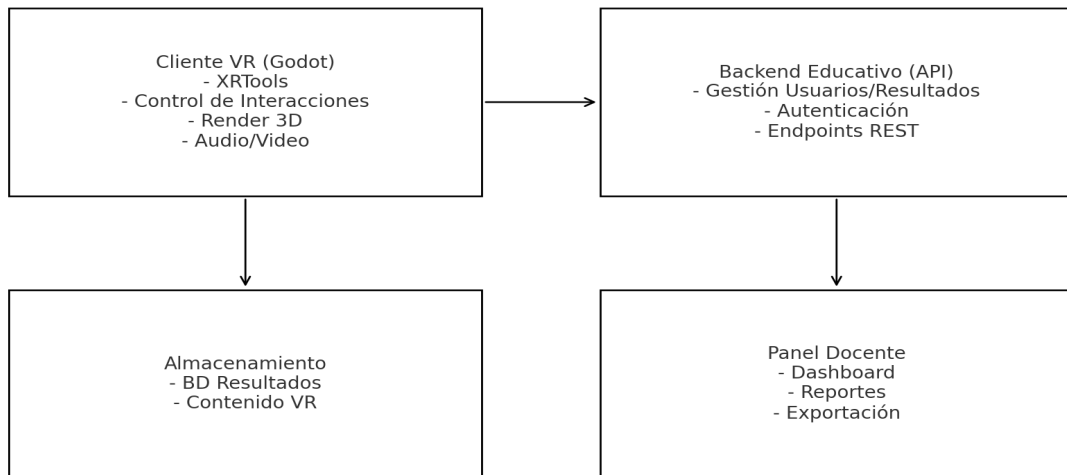 Cliente VR (Godot)
- XRTools
- Control de Interacciones
- Render 3D
- Audio/Video
Backend Educativo (API)
- Gestión Usuarios/Resultados
- Autenticación
- Endpoints REST
Almacenamiento
- BD Resultados
- Contenido VR
Panel Docente
- Dashboard
- Reportes
- Exportación